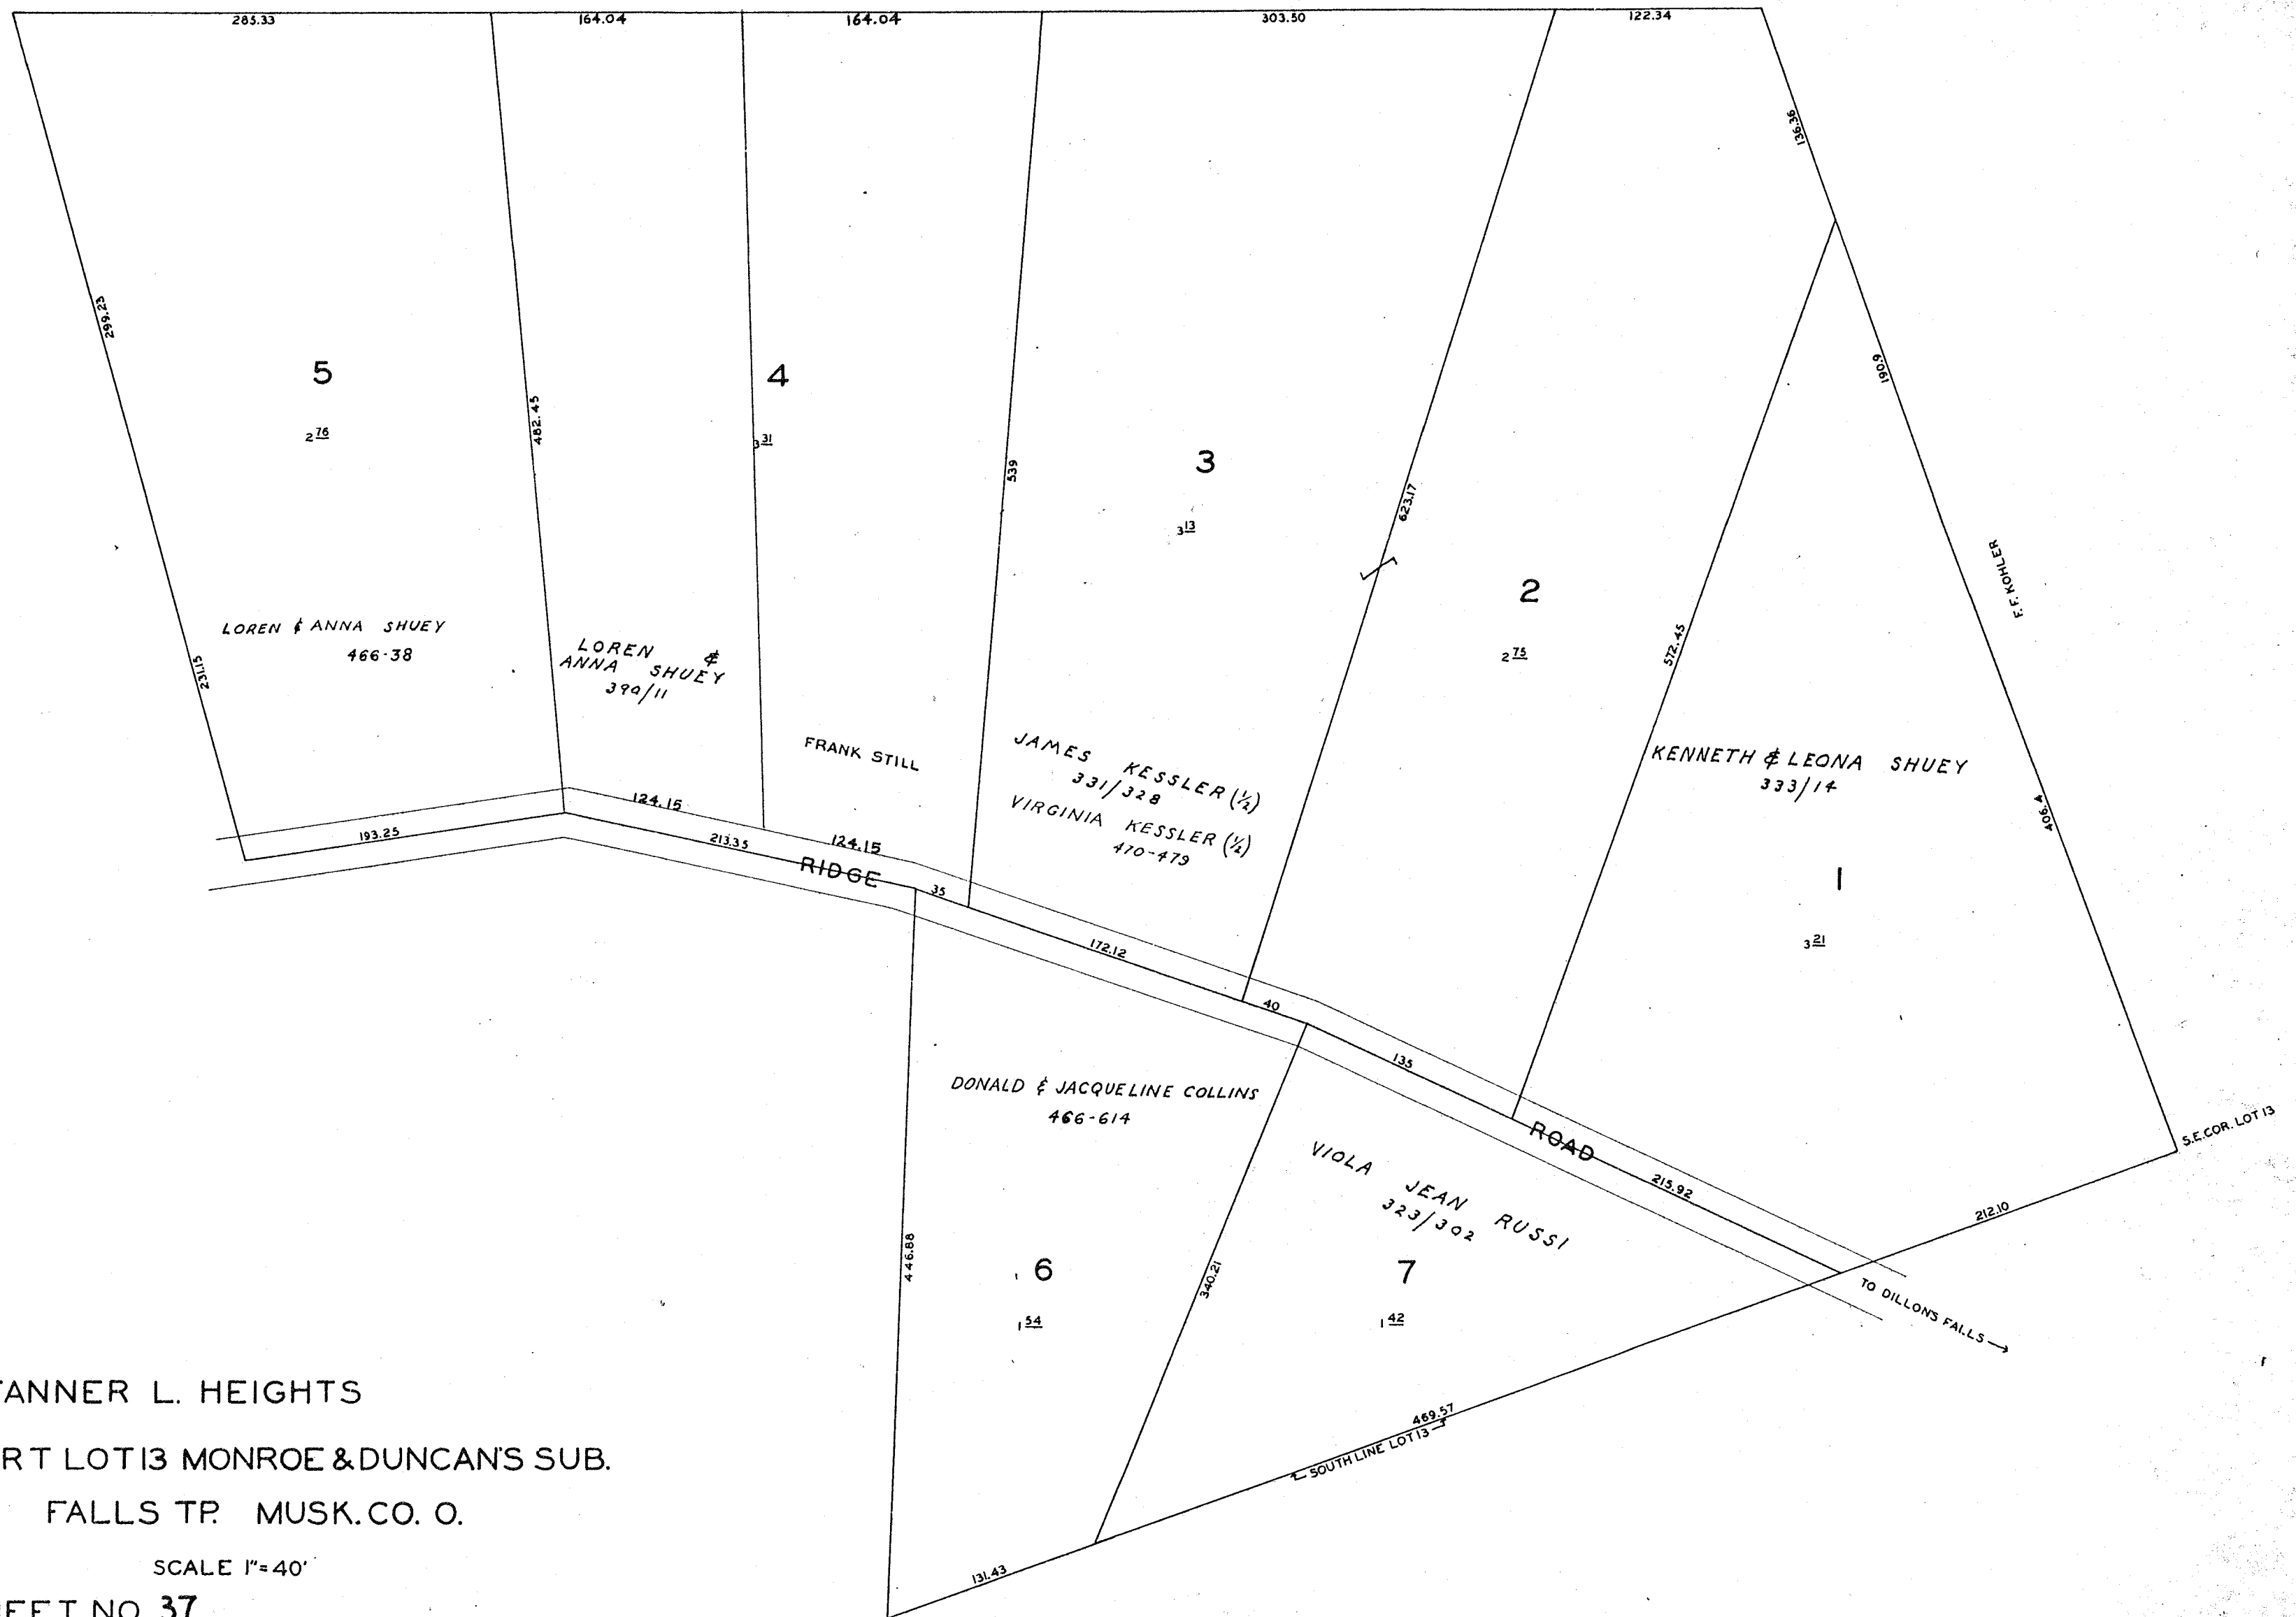 285.33
164.04
164.04
303.50
122.34
136.36
299.23
190.9
5
4
482.45
2 76
3 31
3
539
623.17
3 13
F.F. KOHLER
2
2 75
572.45
LOREN & ANNA SHUEY
466-38
231.15
LOREN &
ANNA SHUEY
390/11
FRANK STILL
JAMES KESSLER (1/2)
331/328
VIRGINIA KESSLER (1/2)
470-479
KENNETH & LEONA SHUEY
333/14
406.4
1
3 21
124.15
193.25
213.35
124.15
RIDGE
35
172.12
40
135
ROAD
215.92
S.E. COR. LOT 13
212.10
TO DILLON'S FALLS
DONALD & JACQUELINE COLLINS
466-614
VIOLA JEAN RUSSI
323/302
446.88
6
1 54
340.21
7
1 42
469.57
SOUTH LINE LOT 13
131.43
TANNER L. HEIGHTS
RT LOT 13 MONROE & DUNCAN'S SUB.
FALLS TP. MUSK. CO. O.
SCALE 1"=40'
EET NO. 37